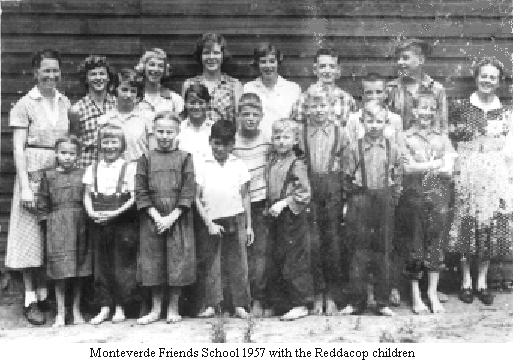 Monteverde Friends School 1957 with the Reddacop children